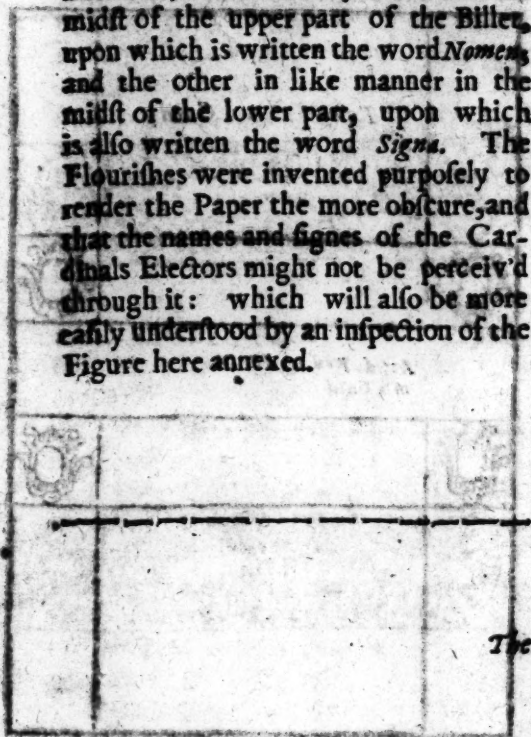 midſt of the upper part of the Billet,
upon which is written the word Nomen,
and the other in like manner in the
midſt of the lower part, upon which
is alſo written the word Signa. The
Flouriſhes were invented purpoſely to
render the Paper the more obſcure, and
that the names and ſignes of the Car-
dinals Electors might not be perceiv'd
through it: which will alſo be more
eaſily underſtood by an inſpection of the
Figure here annexed.
The